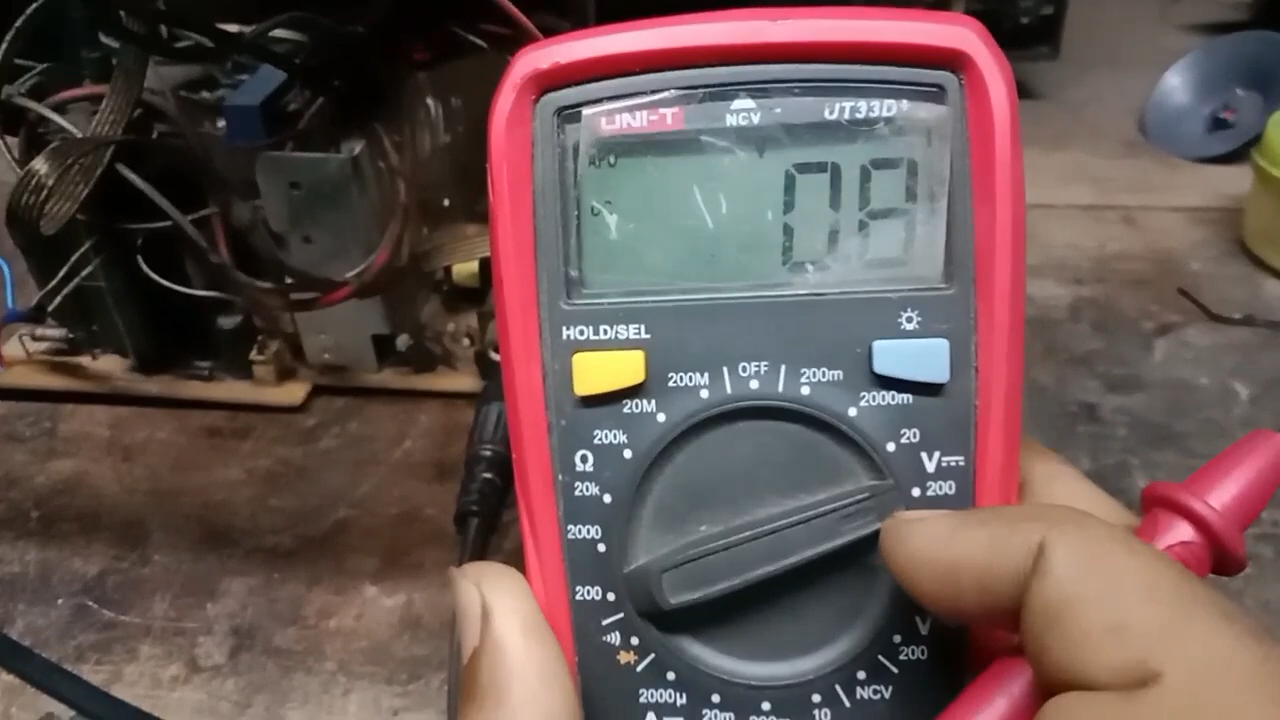 UNI-T NCV UT33D+
APO
DC
08
HOLD/SEL
200M OFF 200m
20M 2000m
200k 20
Ω V
20k 200
2000
200
V
200
2000μ NCV
20m 10
A